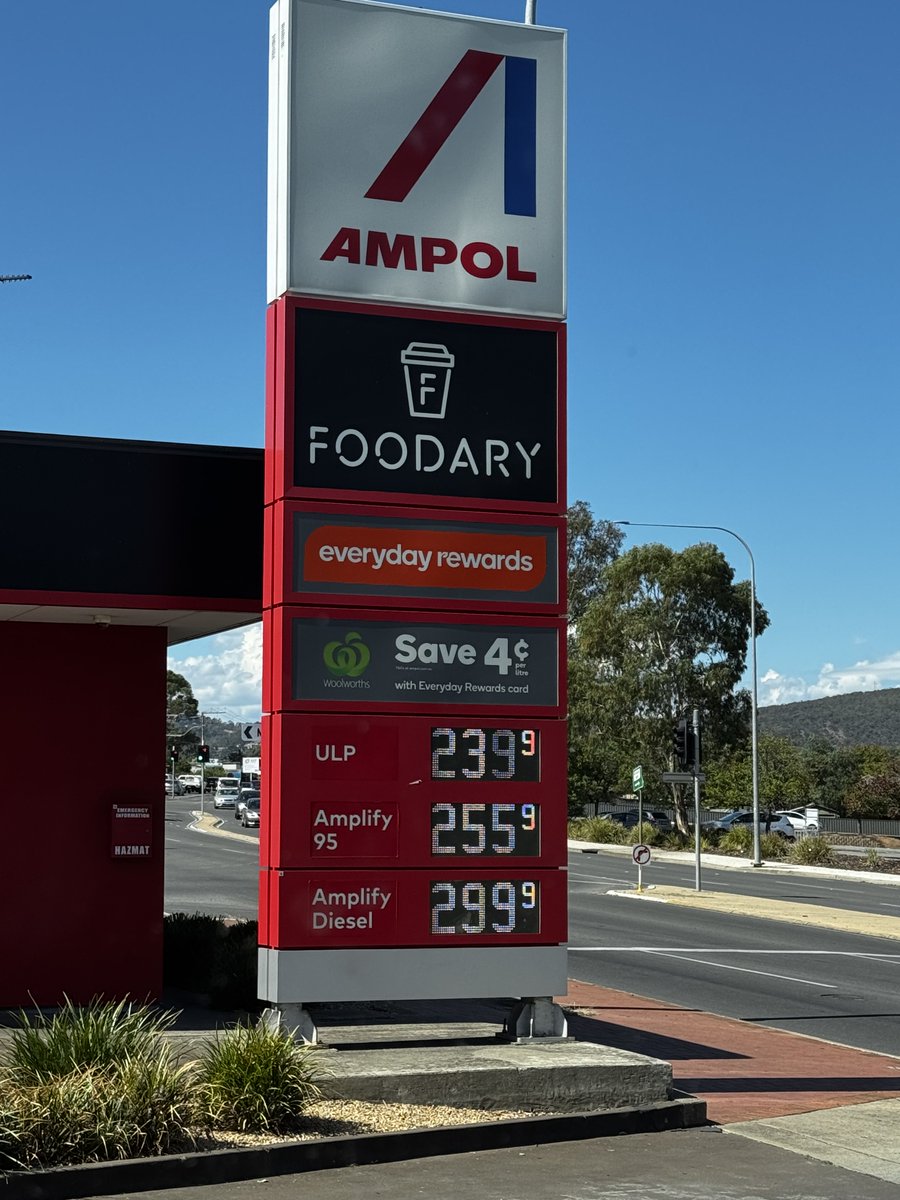 AMPOL
F
FOODARY
everyday rewards
Save 4¢ per litre
Woolworths
with Everyday Rewards card
ULP 239⁹
Amplify 95 255⁹
Amplify Diesel 299⁹
EMERGENCY INFORMATION
HAZMAT